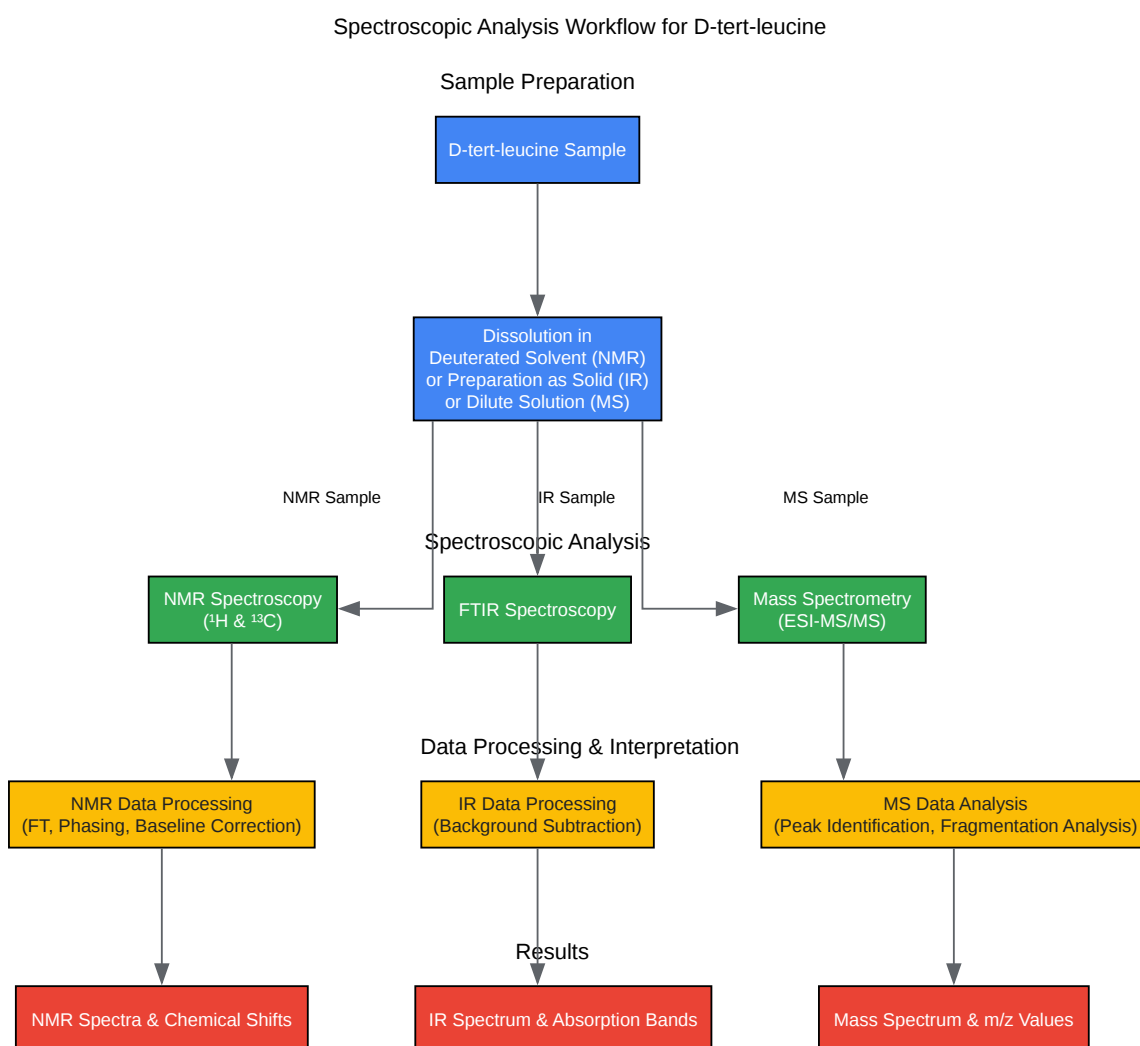 Spectroscopic Analysis Workflow for D-tert-leucine
Sample Preparation
D-tert-leucine Sample
Dissolution in
Deuterated Solvent (NMR)
or Preparation as Solid (IR)
or Dilute Solution (MS)
NMR Sample
IR Sample
MS Sample
Spectroscopic Analysis
NMR Spectroscopy
(¹H & ¹³C)
FTIR Spectroscopy
Mass Spectrometry
(ESI-MS/MS)
Data Processing & Interpretation
NMR Data Processing
(FT, Phasing, Baseline Correction)
IR Data Processing
(Background Subtraction)
MS Data Analysis
(Peak Identification, Fragmentation Analysis)
Results
NMR Spectra & Chemical Shifts
IR Spectrum & Absorption Bands
Mass Spectrum & m/z Values